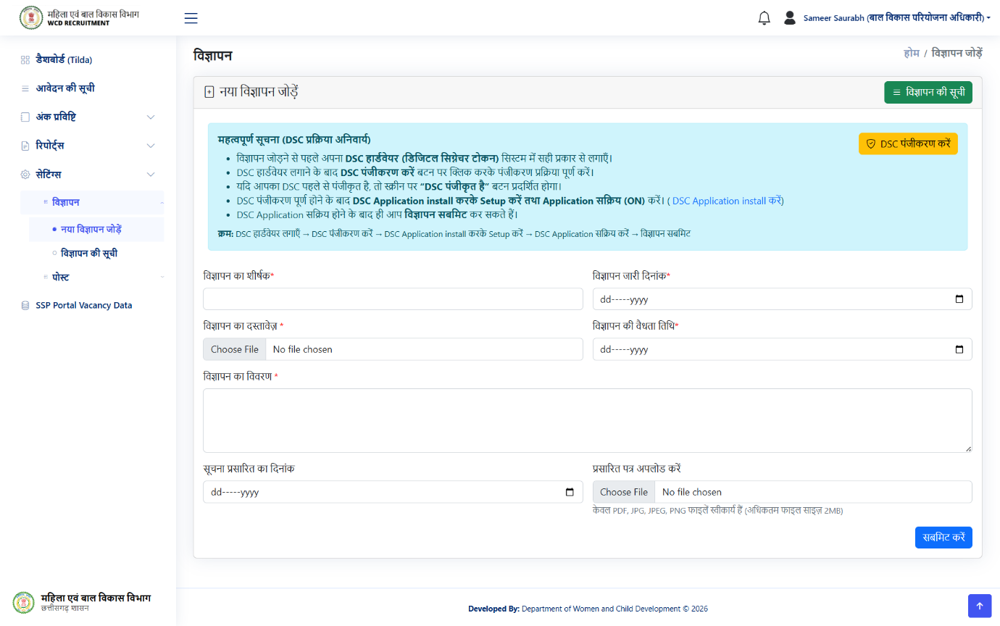 महिला एवं बाल विकास विभाग
WCD RECRUITMENT
Sameer Saurabh (बाल विकास परियोजना अधिकारी)
डैशबोर्ड (Tilda)
आवेदन की सूची
अंक प्रविष्टि
रिपोर्ट्स
सेटिंग्स
विज्ञापन
नया विज्ञापन जोड़ें
विज्ञापन की सूची
पोस्ट
SSP Portal Vacancy Data
महिला एवं बाल विकास विभाग
छत्तीसगढ़ शासन
विज्ञापन
होम / विज्ञापन जोड़ें
नया विज्ञापन जोड़ें
विज्ञापन की सूची
महत्वपूर्ण सूचना (DSC प्रक्रिया अनिवार्य)
DSC पंजीकरण करें
• विज्ञापन जोड़ने से पहले अपना DSC हार्डवेयर (डिजिटल सिग्नेचर टोकन) सिस्टम में सही प्रकार से लगाएँ।
• DSC हार्डवेयर लगाने के बाद DSC पंजीकरण करें बटन पर क्लिक करके पंजीकरण प्रक्रिया पूर्ण करें।
• यदि आपका DSC पहले से पंजीकृत है, तो स्क्रीन पर “DSC पंजीकृत है” बटन प्रदर्शित होगा।
• DSC पंजीकरण पूर्ण होने के बाद DSC Application install करके Setup करें तथा Application सक्रिय (ON) करें। ( DSC Application install करें)
• DSC Application सक्रिय होने के बाद ही आप विज्ञापन सबमिट कर सकते हैं।
क्रम: DSC हार्डवेयर लगाएँ → DSC पंजीकरण करें → DSC Application install करके Setup करें → DSC Application सक्रिय करें → विज्ञापन सबमिट
विज्ञापन का शीर्षक*
विज्ञापन जारी दिनांक*
dd-----yyyy
विज्ञापन का दस्तावेज़ *
विज्ञापन की वैधता तिथि*
Choose File No file chosen
dd-----yyyy
विज्ञापन का विवरण *
सूचना प्रसारित का दिनांक
प्रसारित पत्र अपलोड करें
dd-----yyyy
Choose File No file chosen
केवल PDF, JPG, JPEG, PNG फाइलें स्वीकार्य हैं (अधिकतम फाइल साइज़ 2MB)
सबमिट करें
Developed By: Department of Women and Child Development © 2026